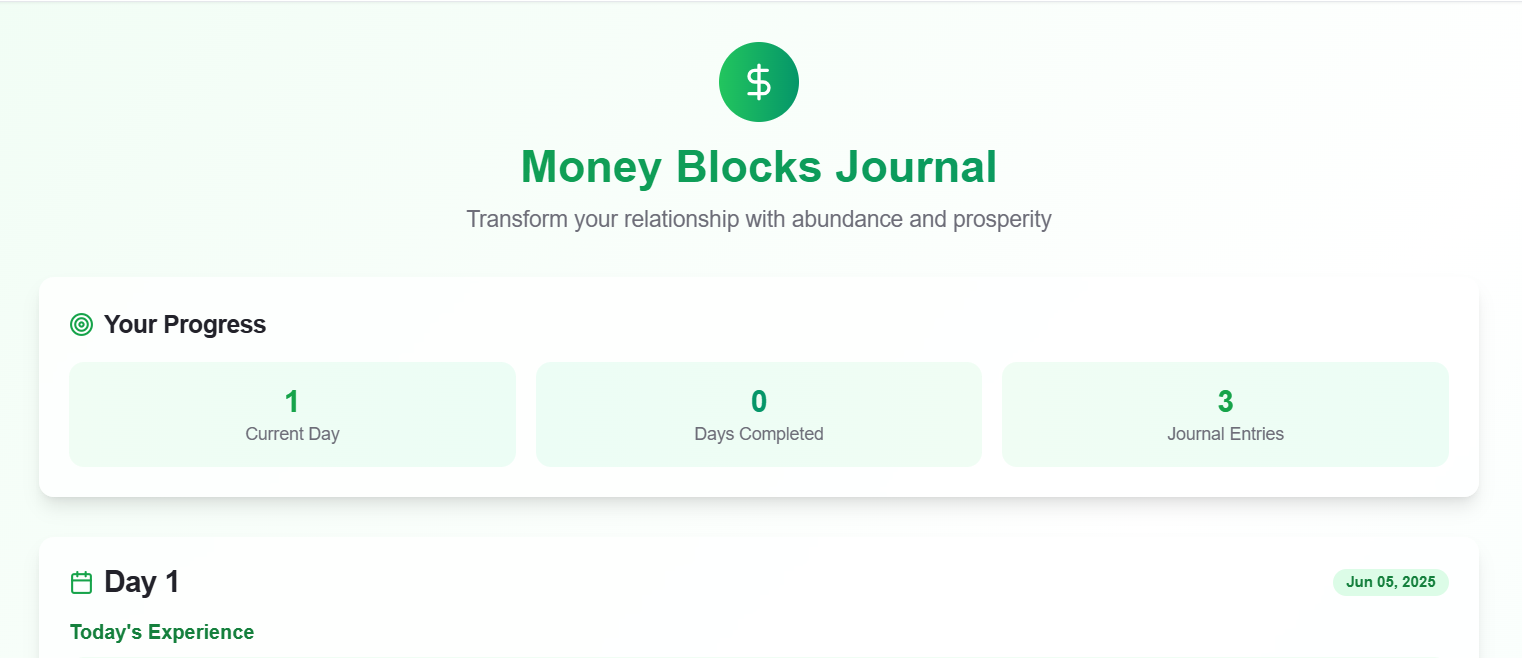 $
Money Blocks Journal
Transform your relationship with abundance and prosperity
Your Progress
1
Current Day
0
Days Completed
3
Journal Entries
Day 1
Jun 05, 2025
Today's Experience